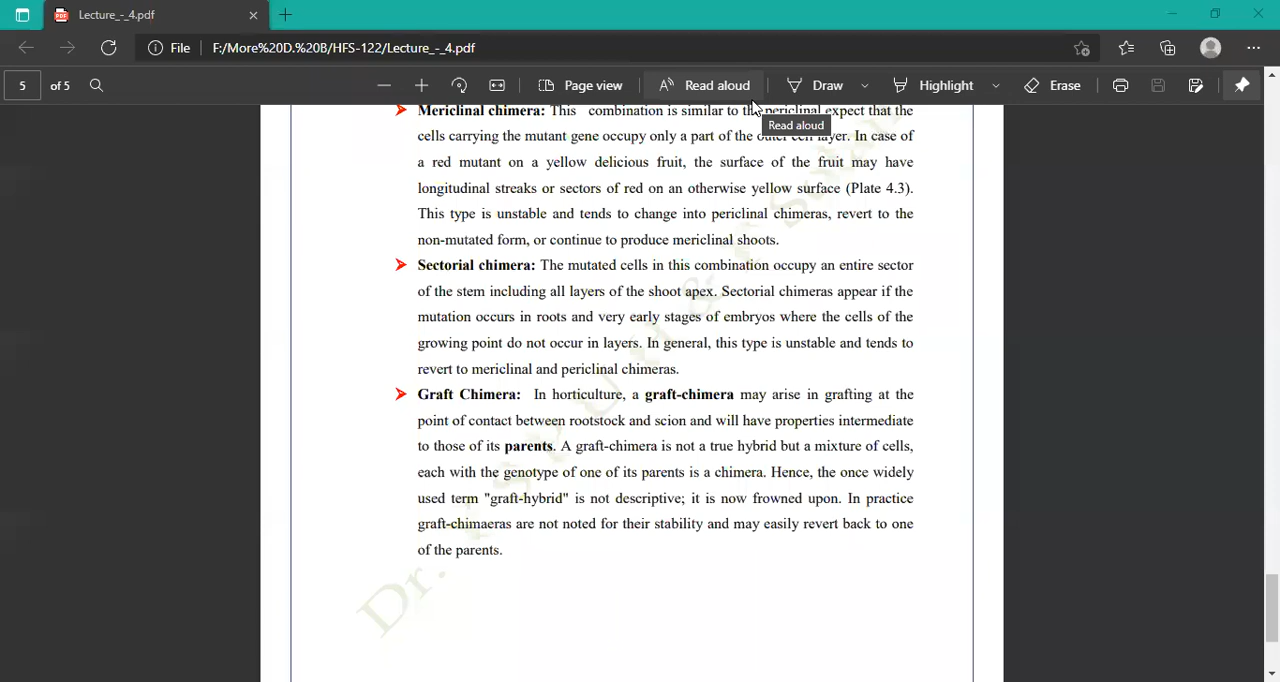 Lecture_-_4.pdf
File F:/More%20D.%20B/HFS-122/Lecture_-_4.pdf
5 of 5 Page view Read aloud Draw Highlight Erase
Read aloud
Mericlinal chimera: This combination is similar to the periclinal expect that the
cells carrying the mutant gene occupy only a part of the outer cell layer. In case of
a red mutant on a yellow delicious fruit, the surface of the fruit may have
longitudinal streaks or sectors of red on an otherwise yellow surface (Plate 4.3).
This type is unstable and tends to change into periclinal chimeras, revert to the
non-mutated form, or continue to produce mericlinal shoots.
Sectorial chimera: The mutated cells in this combination occupy an entire sector
of the stem including all layers of the shoot apex. Sectorial chimeras appear if the
mutation occurs in roots and very early stages of embryos where the cells of the
growing point do not occur in layers. In general, this type is unstable and tends to
revert to mericlinal and periclinal chimeras.
Graft Chimera: In horticulture, a graft-chimera may arise in grafting at the
point of contact between rootstock and scion and will have properties intermediate
to those of its parents. A graft-chimera is not a true hybrid but a mixture of cells,
each with the genotype of one of its parents is a chimera. Hence, the once widely
used term "graft-hybrid" is not descriptive; it is now frowned upon. In practice
graft-chimaeras are not noted for their stability and may easily revert back to one
of the parents.
Dr.